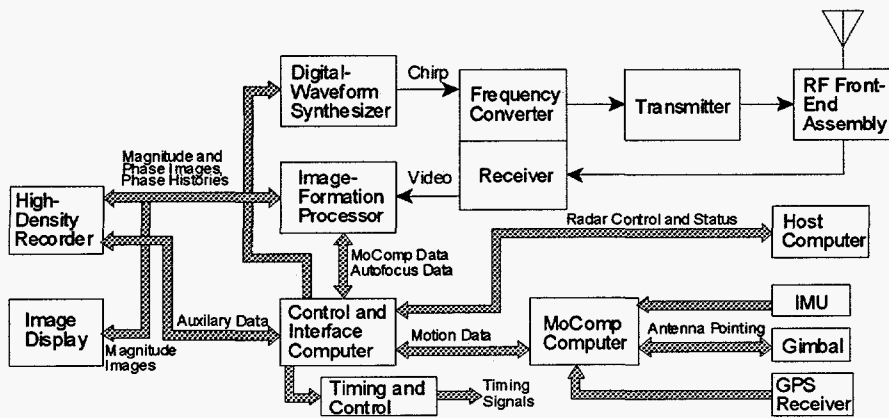 Digital-
Waveform
Synthesizer
Chirp
Frequency
Converter
Transmitter
RF Front-
End
Assembly
Magnitude and
Phase Images,
Phase Histories
Image-
Formation
Processor
Video
Receiver
High-
Density
Recorder
Radar Control and Status
Host
Computer
MoComp Data
Autofocus Data
Image
Display
Auxilary Data
Control and
Interface
Computer
Motion Data
MoComp
Computer
IMU
Antenna Pointing
Gimbal
Magnitude
Images
Timing and
Control
Timing
Signals
GPS
Receiver